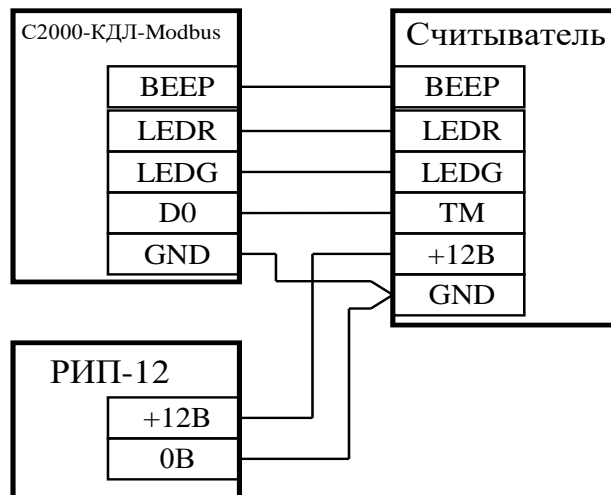 С2000-КДЛ-Modbus
BEEP
LEDR
LEDG
D0
GND
Считыватель
BEEP
LEDR
LEDG
TM
+12В
GND
РИП-12
+12В
0В